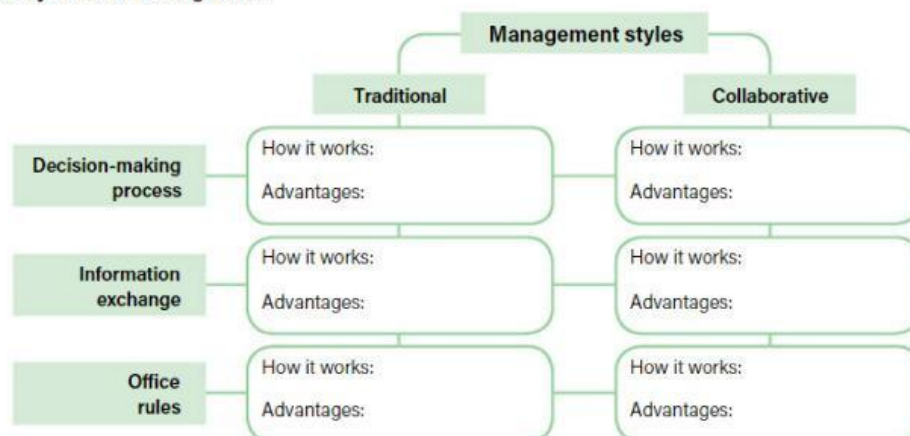 Management styles
Traditional
Collaborative
Decision-making
process
How it works:
Advantages:
How it works:
Advantages:
Information
exchange
How it works:
Advantages:
How it works:
Advantages:
Office
rules
How it works:
Advantages:
How it works:
Advantages: